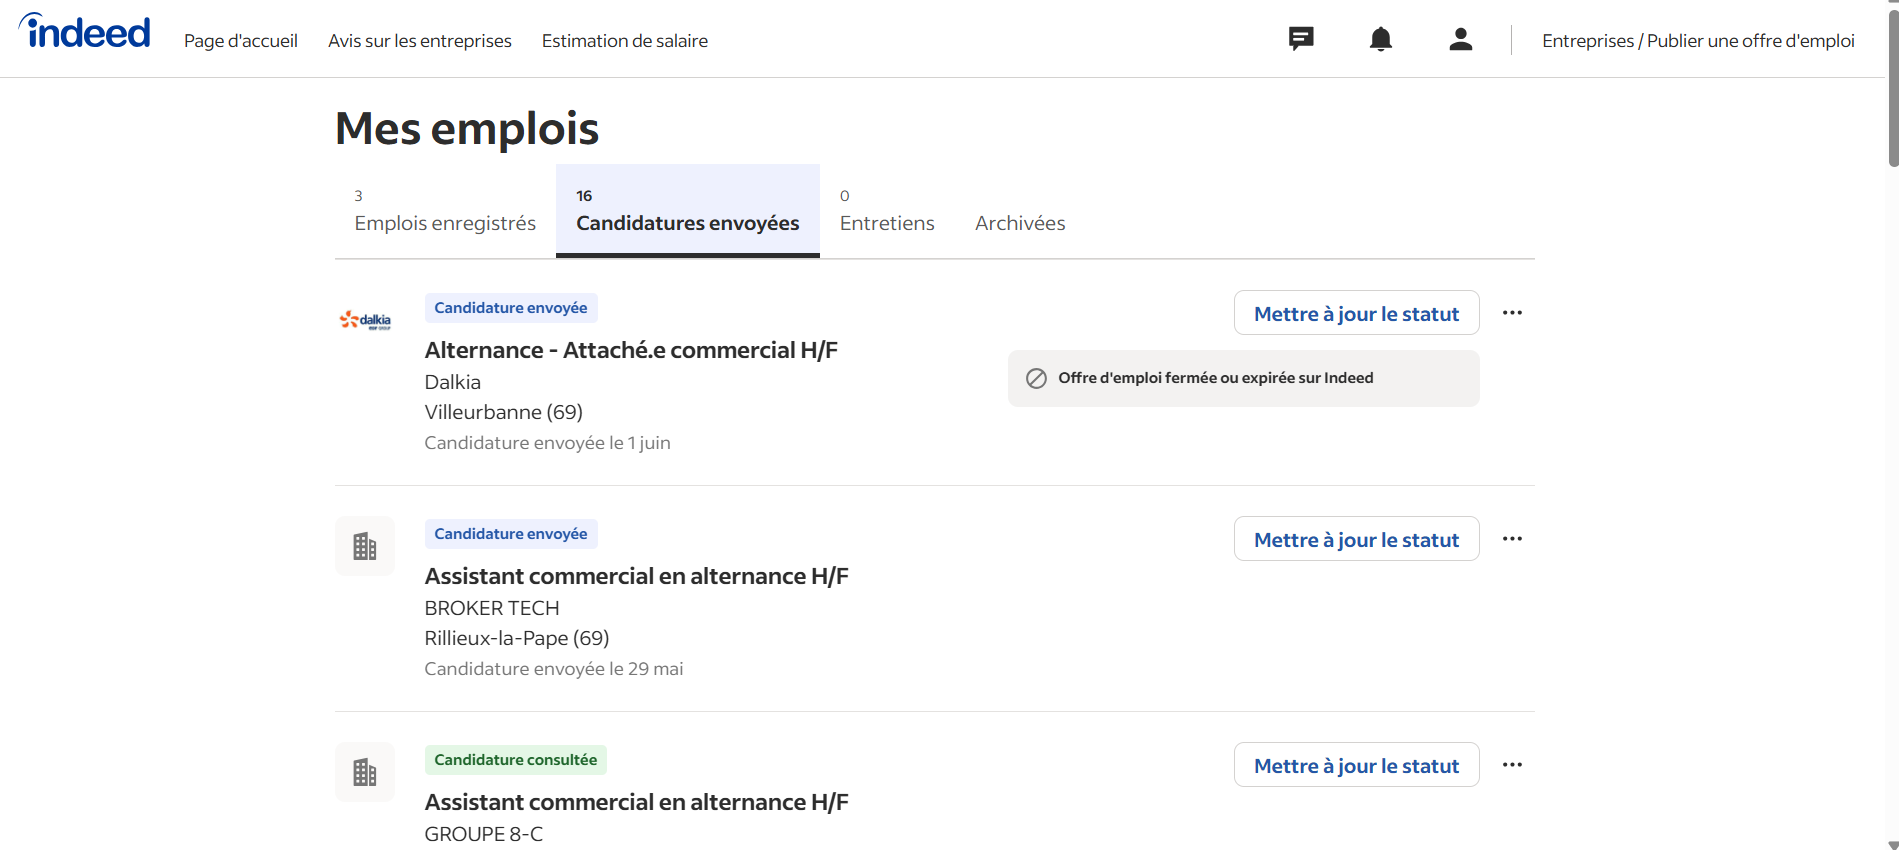 indeed
Page d'accueil
Avis sur les entreprises
Estimation de salaire
Entreprises / Publier une offre d'emploi
Mes emplois
3
Emplois enregistrés
16
Candidatures envoyées
0
Entretiens
Archivées
dalkia
Candidature envoyée
Mettre à jour le statut
Alternance - Attaché.e commercial H/F
Offre d'emploi fermée ou expirée sur Indeed
Dalkia
Villeurbanne (69)
Candidature envoyée le 1 juin
Candidature envoyée
Mettre à jour le statut
Assistant commercial en alternance H/F
BROKER TECH
Rillieux-la-Pape (69)
Candidature envoyée le 29 mai
Candidature consultée
Mettre à jour le statut
Assistant commercial en alternance H/F
GROUPE 8-C